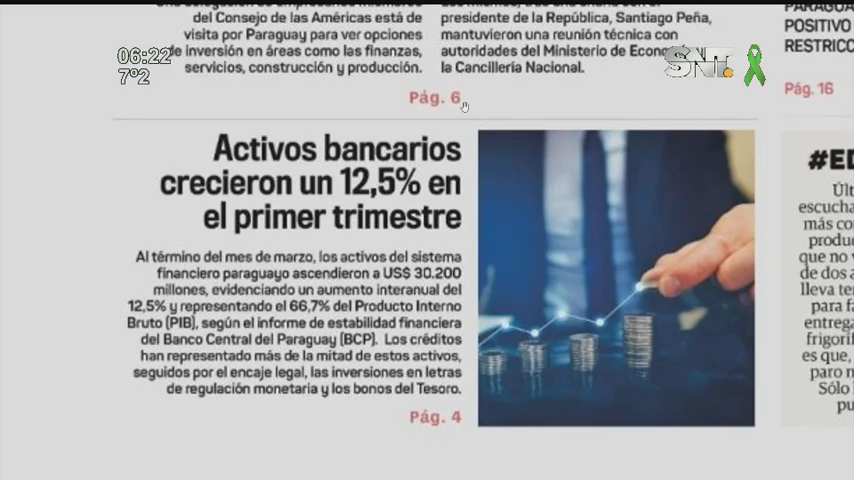 del Consejo de las Américas está de
visita por Paraguay para ver opciones
de inversión en áreas como las finanzas,
servicios, construcción y producción.
presidente de la República, Santiago Peña,
mantuvieron una reunión técnica con
autoridades del Ministerio de
la Cancillería Nacional.
Pág. 6
06:22
7º2
SNT
POSITIVO
RESTRICO
Pág. 16
Activos bancarios
crecieron un 12,5% en
el primer trimestre
Al término del mes de marzo, los activos del sistema
financiero paraguayo ascendieron a US$ 30.200
millones, evidenciando un aumento interanual del
12,5% y representando el 66,7% del Producto Interno
Bruto (PIB), según el informe de estabilidad financiera
del Banco Central del Paraguay (BCP). Los créditos
han representado más de la mitad de estos activos,
seguidos por el encaje legal, las inversiones en letras
de regulación monetaria y los bonos del Tesoro.
Pág. 4
#E
Últ
escucha
más co
produ
que no
de dos a
lleva te
para fa
entrega
frigorí
es que,
paro
Sólo
pu